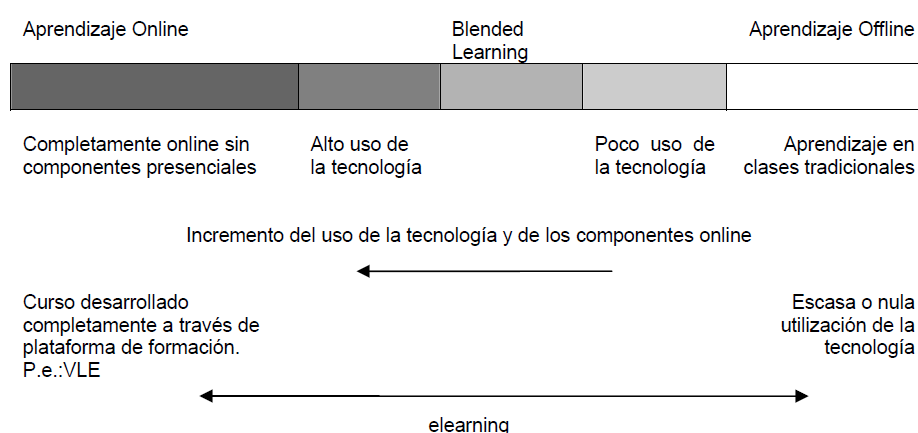 Aprendizaje Online
Blended
Learning
Aprendizaje Offline
Completamente online sin
componentes presenciales
Alto uso de
la tecnología
Poco uso de
la tecnología
Aprendizaje en
clases tradicionales
Incremento del uso de la tecnología y de los componentes online
Curso desarrollado
completamente a través de
plataforma de formación.
P.e.:VLE
Escasa o nula
utilización de la
tecnología
elearning